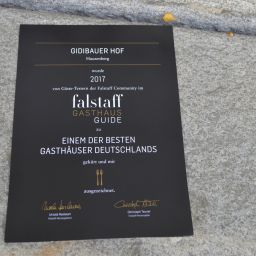 GIDIBAUER HOF
Hauzenberg
wurde
2017
von Gäste-Testern der Falstaff Community im
falstaff
GASTHAUS
GUIDE
zu
EINEM DER BESTEN
GASTHÄUSER DEUTSCHLANDS
gekürt und mit
ausgezeichnet.